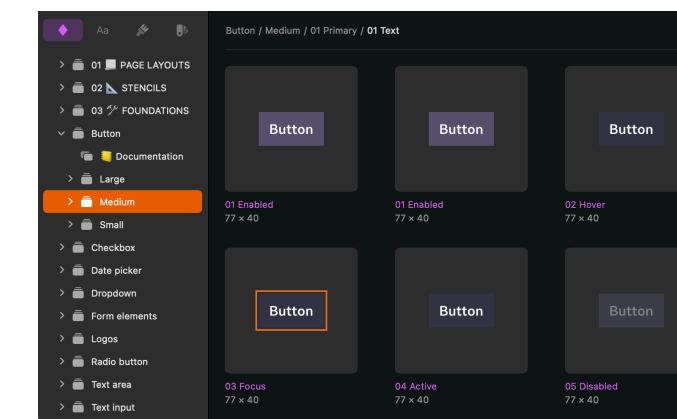 Aa
Button / Medium / 01 Primary / 01 Text
01 PAGE LAYOUTS
02 STENCILS
03 FOUNDATIONS
Button
Documentation
Large
Medium
Small
Checkbox
Date picker
Dropdown
Form elements
Logos
Radio button
Text area
Text input
Button
Button
Button
01 Enabled
01 Enabled
02 Hover
77 × 40
77 × 40
77 × 40
Button
Button
Button
03 Focus
04 Active
05 Disabled
77 × 40
77 × 40
77 × 40